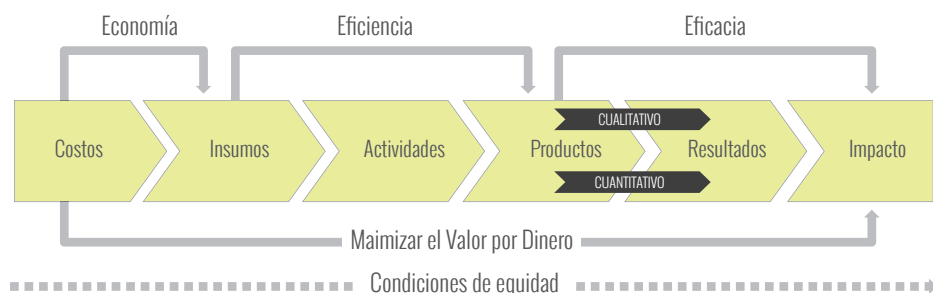 Economía
Eficiencia
Eficacia
CUALITATIVO
Costos
Insumos
Actividades
Productos
Resultados
Impacto
CUANTITATIVO
Maimizar el Valor por Dinero
Condiciones de equidad